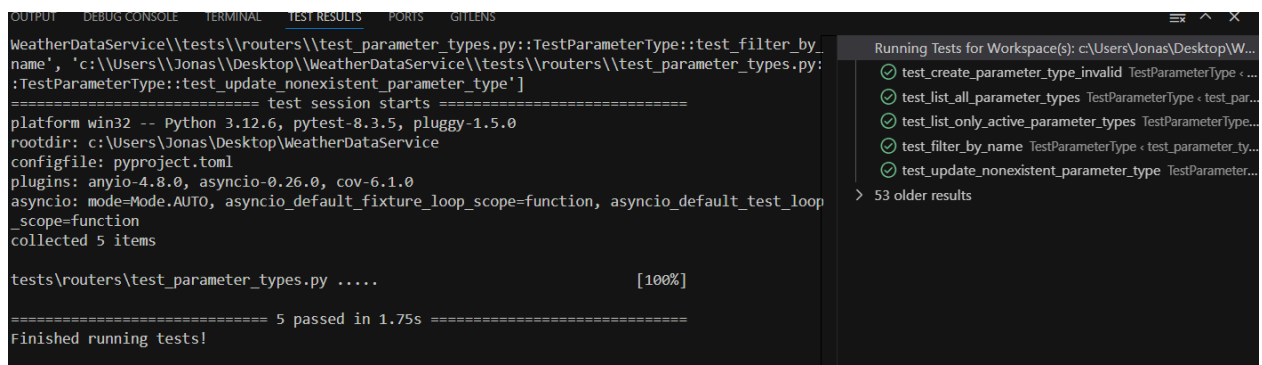 OUTPUT DEBUG CONSOLE TERMINAL TEST RESULTS PORTS GITLENS
WeatherDataService\\tests\\routers\\test_parameter_types.py::TestParameterType::test_filter_by_
name', 'c:\\Users\\Jonas\\Desktop\\WeatherDataService\\tests\\routers\\test_parameter_types.py:
:TestParameterType::test_update_nonexistent_parameter_type']
============================= test session starts =============================
platform win32 -- Python 3.12.6, pytest-8.3.5, pluggy-1.5.0
rootdir: c:\Users\Jonas\Desktop\WeatherDataService
configfile: pyproject.toml
plugins: anyio-4.8.0, asyncio-0.26.0, cov-6.1.0
asyncio: mode=Mode.AUTO, asyncio_default_fixture_loop_scope=function, asyncio_default_test_loop
_scope=function
collected 5 items
tests\routers\test_parameter_types.py ..... [100%]
============================== 5 passed in 1.75s ==============================
Finished running tests!
Running Tests for Workspace(s): c:\Users\Jonas\Desktop\W...
test_create_parameter_type_invalid TestParameterType ‹ ...
test_list_all_parameter_types TestParameterType ‹ test_par...
test_list_only_active_parameter_types TestParameterType...
test_filter_by_name TestParameterType ‹ test_parameter_ty...
test_update_nonexistent_parameter_type TestParameter...
53 older results